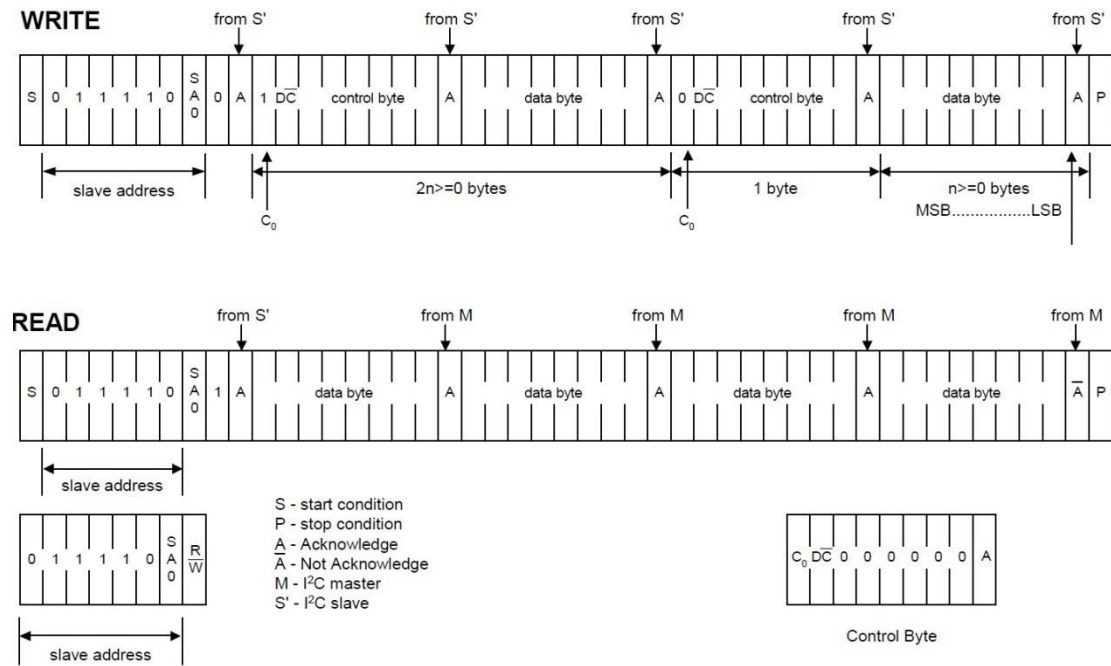 WRITE
from S' from S' from S' from S' from S'
S 0 1 1 1 1 0 SA0 0 A 1 DC̅ control byte A data byte A 0 DC̅ control byte A data byte A P
slave address 2n>=0 bytes 1 byte n>=0 bytes
MSB.................LSB
C₀ C₀
READ
from S' from M from M from M from M
S 0 1 1 1 1 0 SA0 1 A data byte A data byte A data byte A data byte A̅ P
slave address
0 1 1 1 1 0 SA0 R/W̅
slave address
S - start condition
P - stop condition
A - Acknowledge
A̅ - Not Acknowledge
M - I²C master
S' - I²C slave
C₀ DC̅ 0 0 0 0 0 0 A
Control Byte